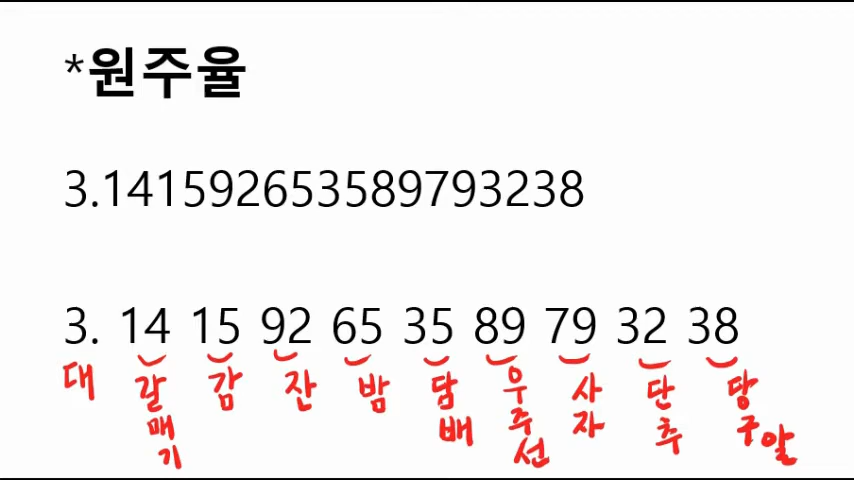 *원주율
3.141592653589793238
3. 14 15 92 65 35 89 79 32 38
대 갈매기 감 잔 밤 담배 우주선 사자 단추 당구알